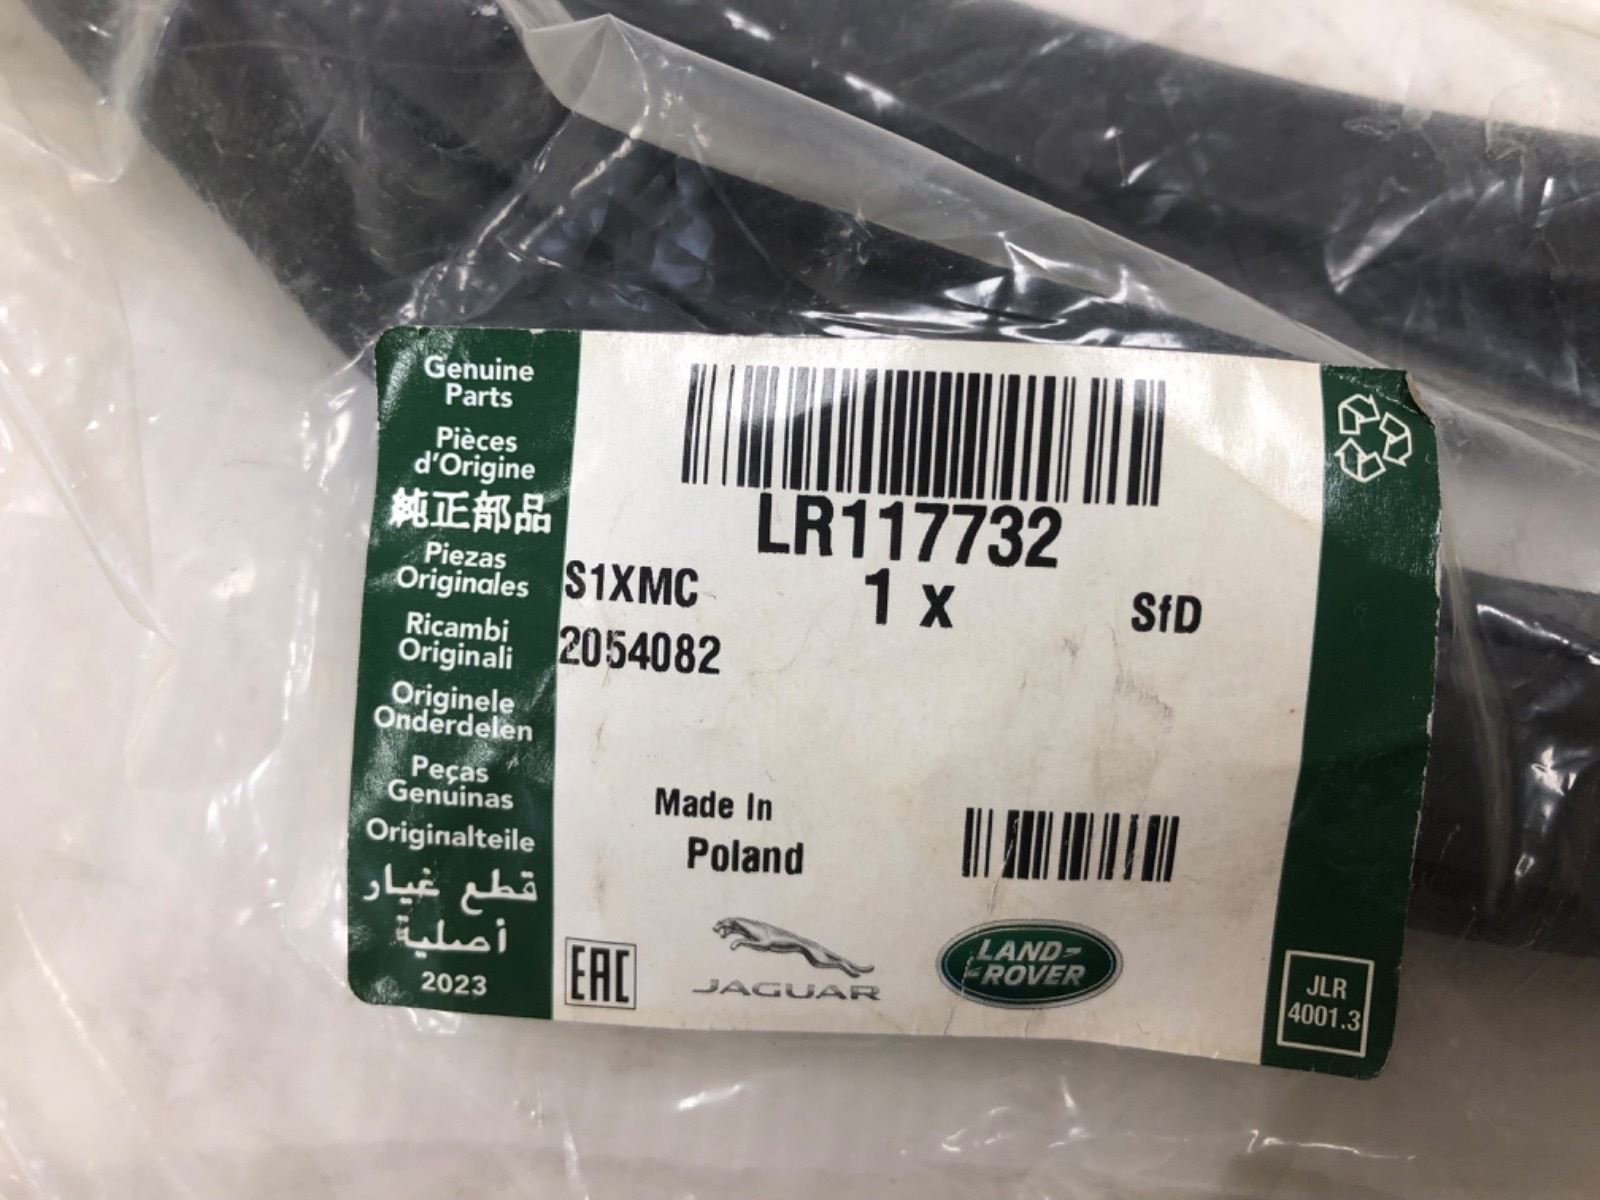 Genuine
Parts
Pièces
d'Origine
純正部品
Piezas
Originales
Ricambi
Originali
Originele
Onderdelen
Peças
Genuinas
Originalteile
قطع غيار
أصلية
2023
LR117732
S1XMC
1 x
SfD
2054082
Made In
Poland
EAC
JAGUAR
LAND-
ROVER
JLR
4001.3